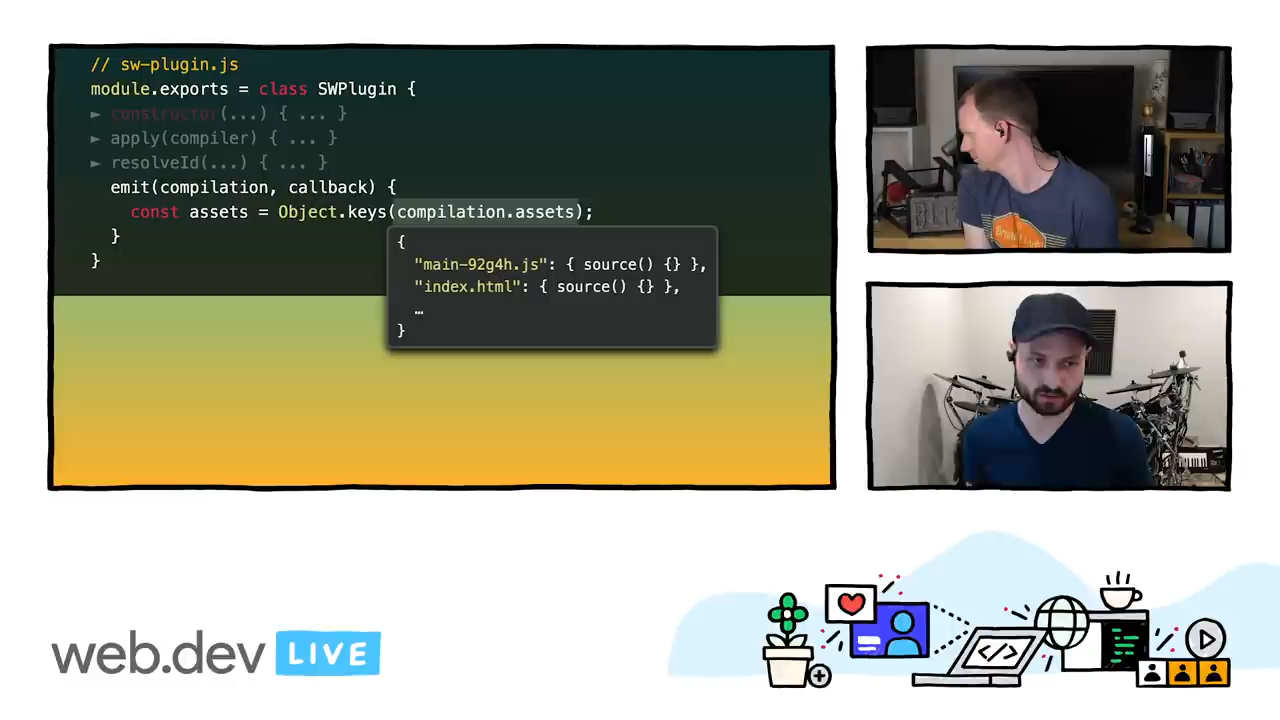 // sw-plugin.js
module.exports = class SWPlugin {
► constructor(...) { ... }
► apply(compiler) { ... }
► resolveId(...) { ... }
emit(compilation, callback) {
const assets = Object.keys(compilation.assets);
}
}
{
"main-92g4h.js": { source() {} },
"index.html": { source() {} },
…
}
web.dev LIVE
</>